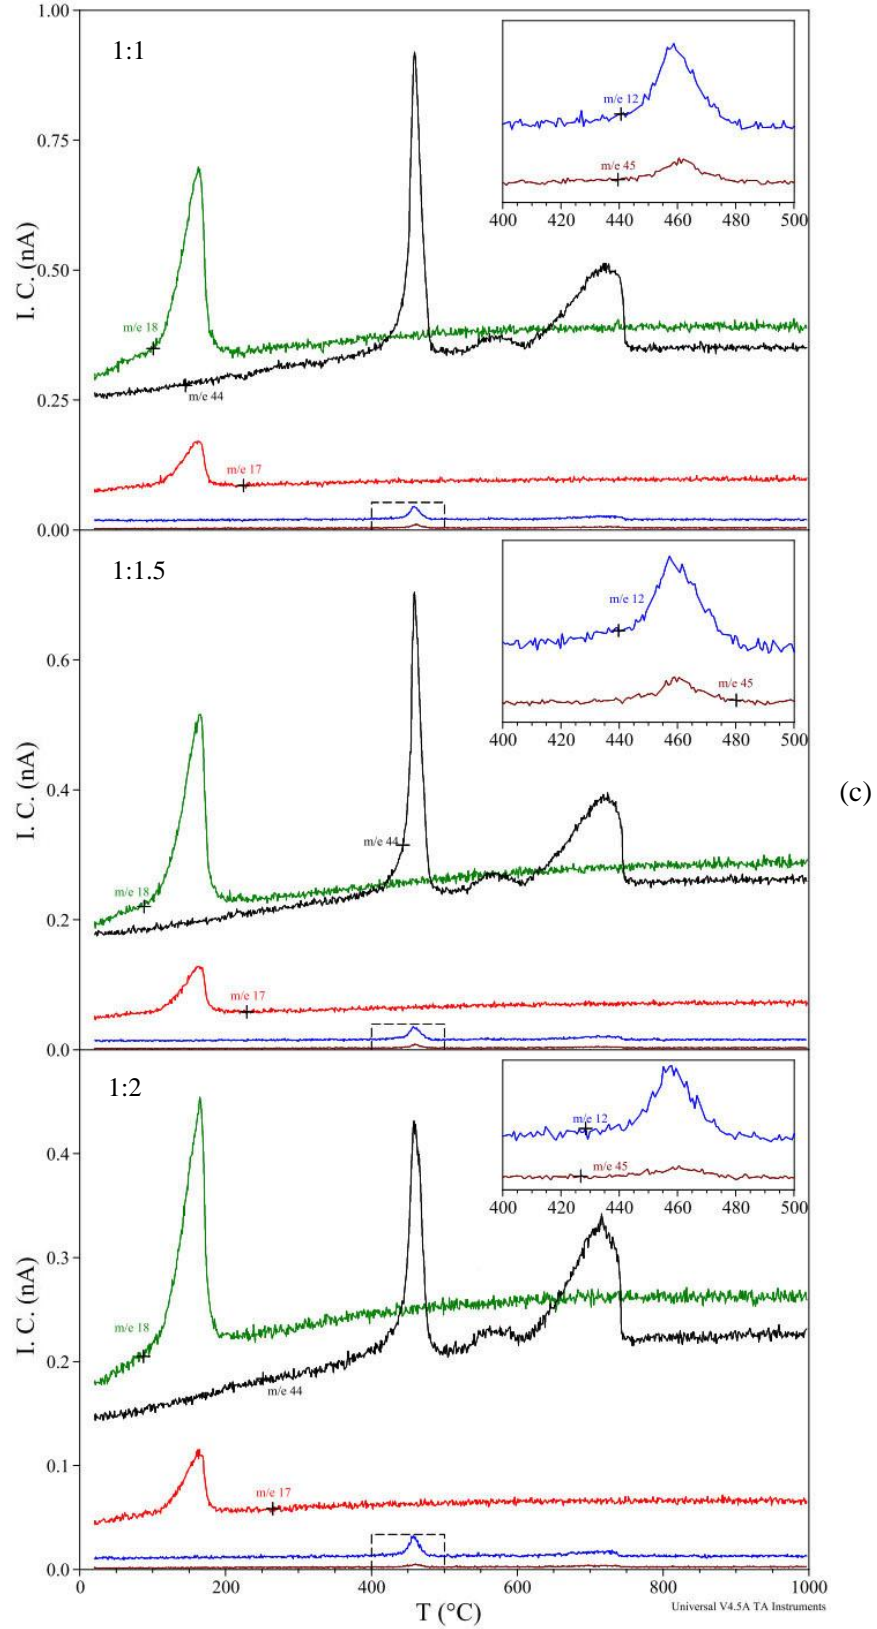 1.00
1:1
m/e 12
m/e 45
400 420 440 460 480 500
0.75
0.50
I. C. (nA)
m/e 18
m/e 44
0.25
m/e 17
0.00
1:1.5
m/e 12
m/e 45
400 420 440 460 480 500
0.6
0.4
I. C. (nA)
(c)
m/e 44
m/e 18
0.2
m/e 17
0.0
1:2
m/e 12
m/e 45
400 420 440 460 480 500
0.4
0.3
I. C. (nA)
m/e 18
0.2
m/e 44
0.1
m/e 17
0.0
0 200 400 600 800 1000
T (°C)
Universal V4.5A TA Instruments